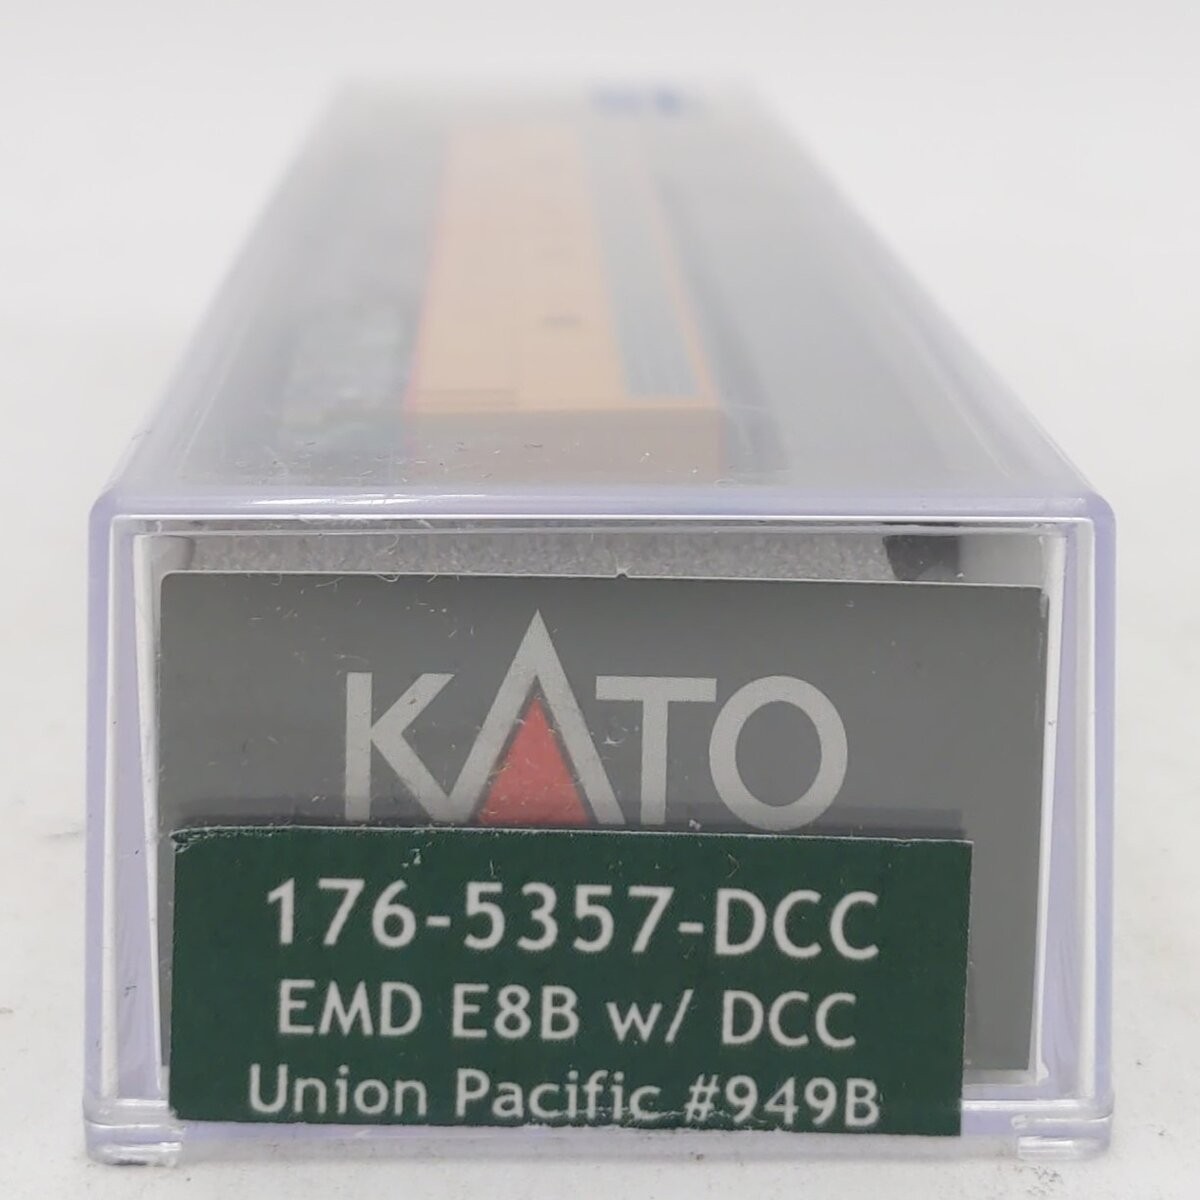 KATO
176-5357-DCC
EMD E8B w/ DCC
Union Pacific #949B